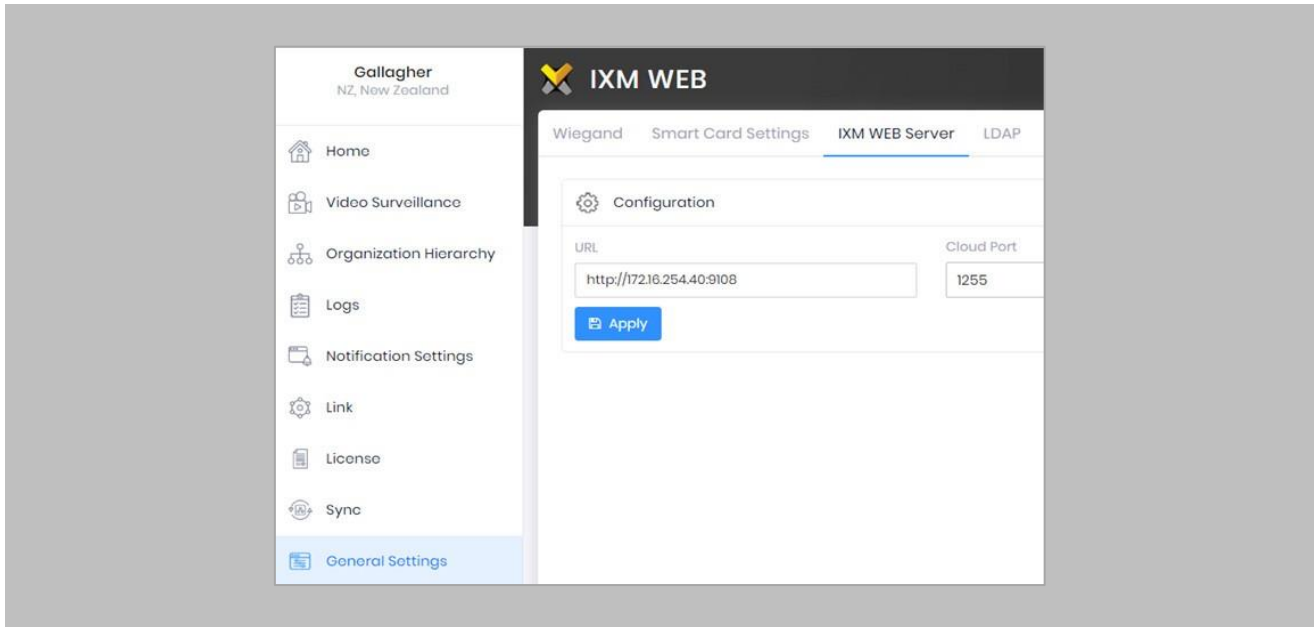 Gallagher
NZ, New Zealand
Home
Video Surveillance
Organization Hierarchy
Logs
Notification Settings
Link
License
Sync
General Settings
IXM WEB
Wiegand Smart Card Settings IXM WEB Server LDAP
Configuration
URL Cloud Port
http://172.16.254.40:9108 1255
Apply